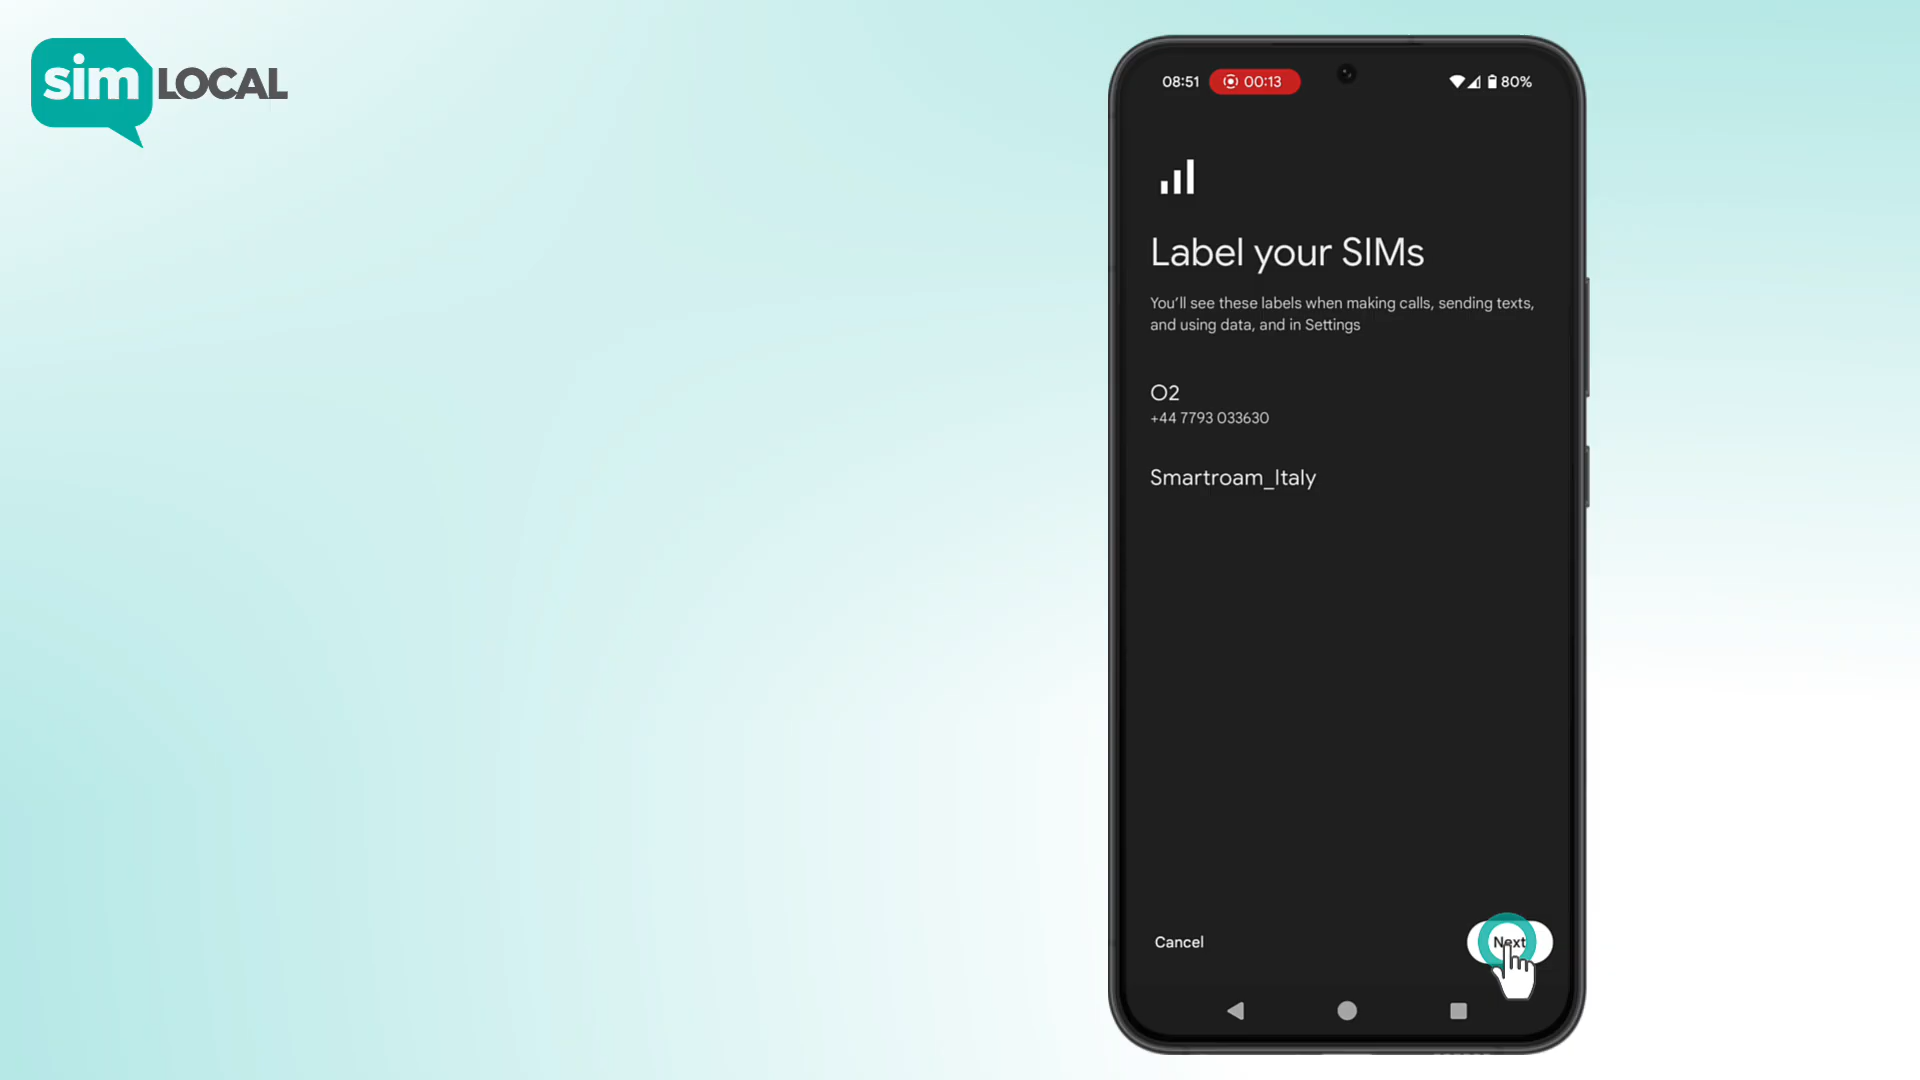 sim LOCAL
08:51 00:13 80%
Label your SIMs
You'll see these labels when making calls, sending texts,
and using data, and in Settings
O2
+44 7793 033630
Smartroam_Italy
Cancel Next